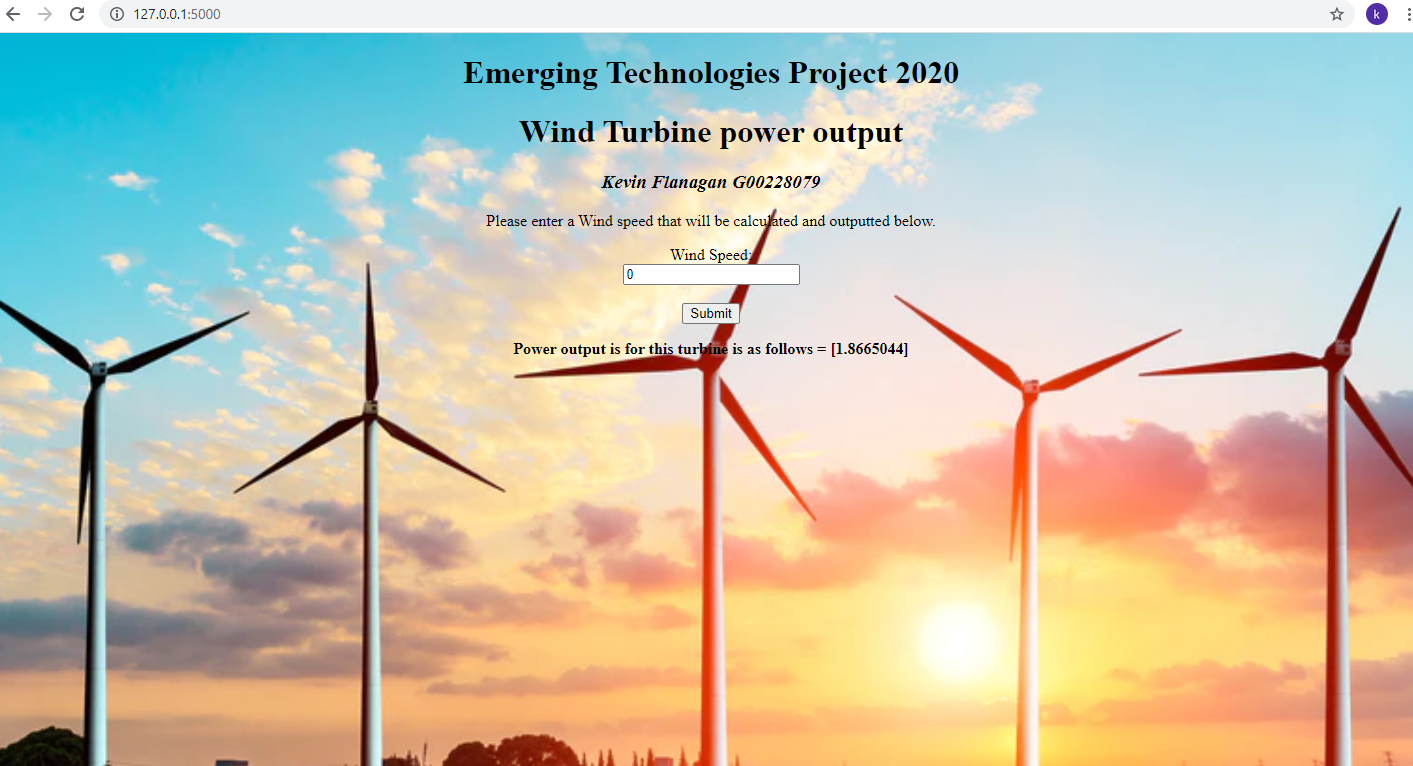 127.0.0.1:5000
k
Emerging Technologies Project 2020
Wind Turbine power output
Kevin Flanagan G00228079
Please enter a Wind speed that will be calculated and outputted below.
Wind Speed:
0
Submit
Power output is for this turbine is as follows = [1.8665044]